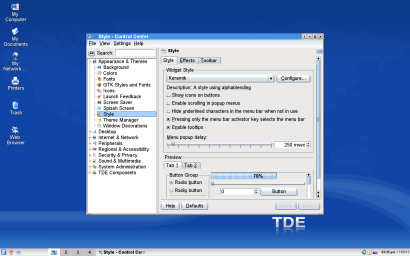 My Computer
My Documents
My Network ...
Printers
Trash
Web Browser
Style - Control Center
File View Settings Help
Search:
Appearance & Themes
Background
Colors
Fonts
GTK Styles and Fonts
Icons
Launch Feedback
Screen Saver
Splash Screen
Style
Theme Manager
Window Decorations
Desktop
Internet & Network
Peripherals
Regional & Accessibility
Security & Privacy
Sound & Multimedia
System Administration
TDE Components
Style
Style Effects Toolbar
Widget Style
Keramik
Configure...
Description: A style using alphablending
Show icons on buttons
Enable scrolling in popup menus
Hide underlined characters in the menu bar when not in use
Pressing only the menu bar activator key selects the menu bar
Enable tooltips
Menu popup delay:
250 msec
Preview
Tab 1 Tab 2
Button Group
Radio button
Radio button
70%
0
Button
Help Defaults
TDE
1 2 3 4
Style - Control Cen